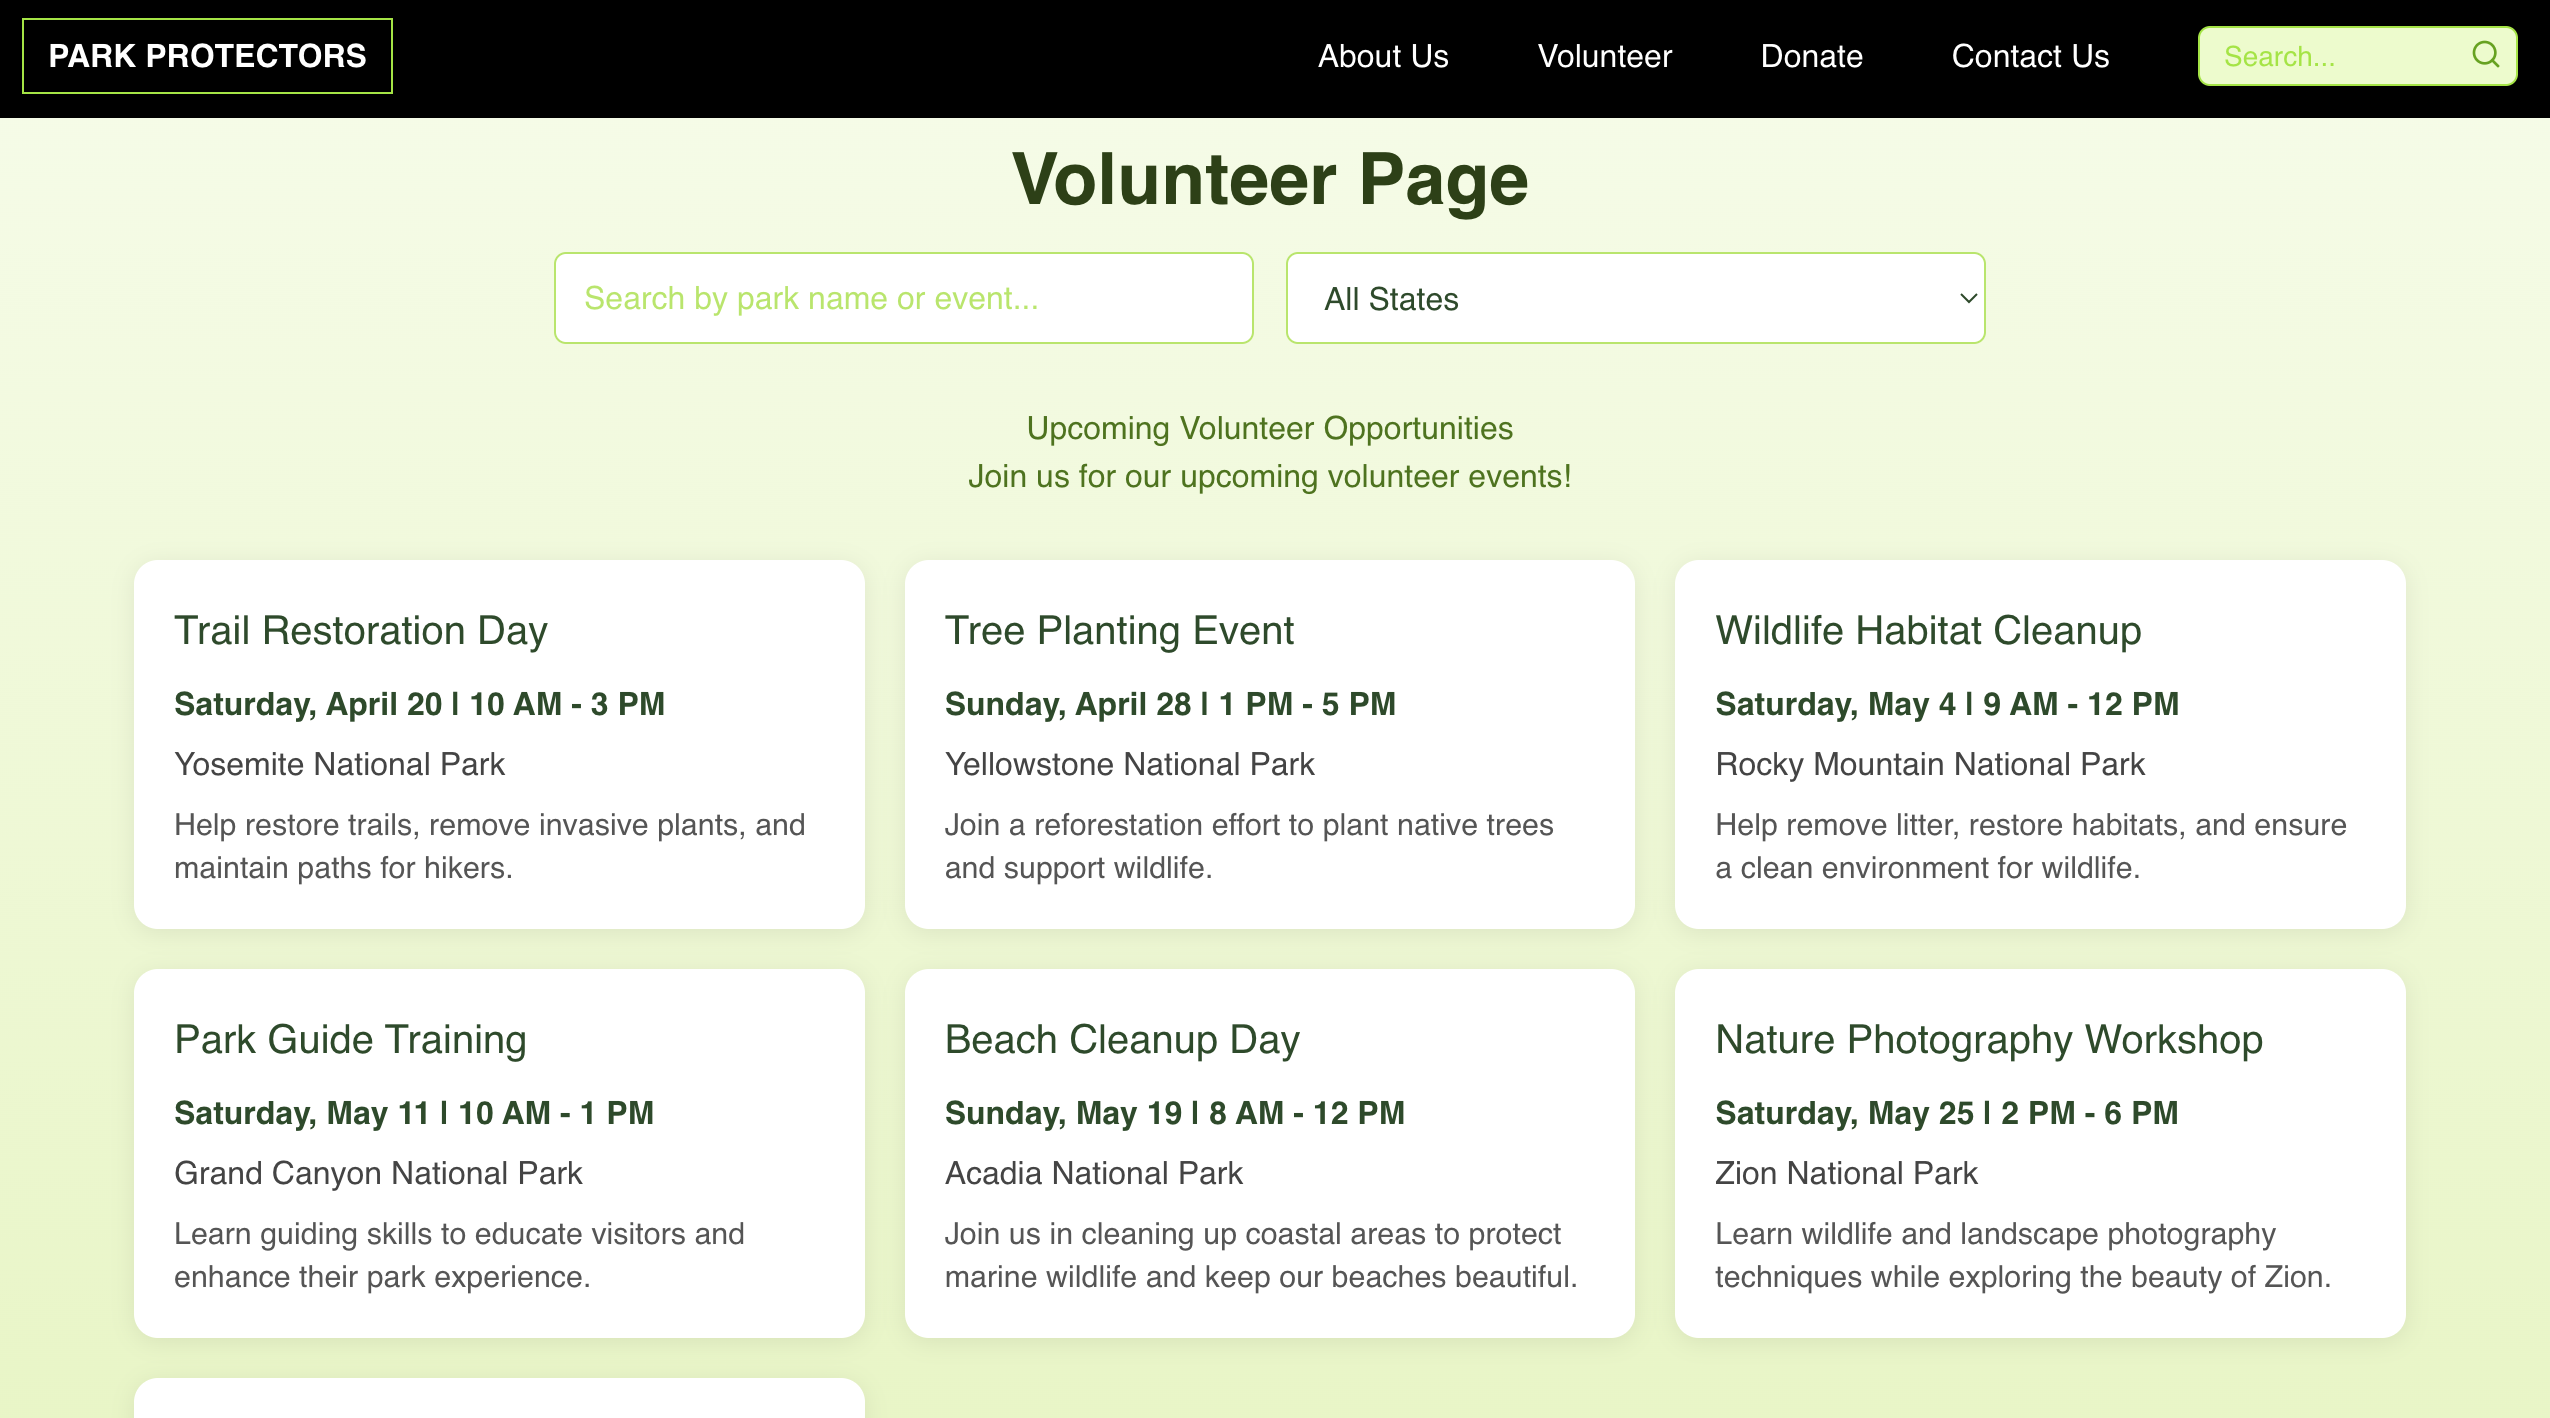 PARK PROTECTORS
About Us
Volunteer
Donate
Contact Us
Search...
Volunteer Page
Search by park name or event...
All States
Upcoming Volunteer Opportunities
Join us for our upcoming volunteer events!
Trail Restoration Day
Saturday, April 20 | 10 AM - 3 PM
Yosemite National Park
Help restore trails, remove invasive plants, and
maintain paths for hikers.
Tree Planting Event
Sunday, April 28 | 1 PM - 5 PM
Yellowstone National Park
Join a reforestation effort to plant native trees
and support wildlife.
Wildlife Habitat Cleanup
Saturday, May 4 | 9 AM - 12 PM
Rocky Mountain National Park
Help remove litter, restore habitats, and ensure
a clean environment for wildlife.
Park Guide Training
Saturday, May 11 | 10 AM - 1 PM
Grand Canyon National Park
Learn guiding skills to educate visitors and
enhance their park experience.
Beach Cleanup Day
Sunday, May 19 | 8 AM - 12 PM
Acadia National Park
Join us in cleaning up coastal areas to protect
marine wildlife and keep our beaches beautiful.
Nature Photography Workshop
Saturday, May 25 | 2 PM - 6 PM
Zion National Park
Learn wildlife and landscape photography
techniques while exploring the beauty of Zion.